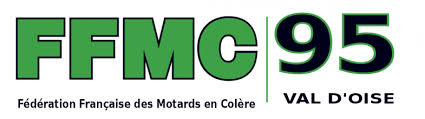 FFMC 95
Fédération Française des Motards en Colère
VAL D'OISE